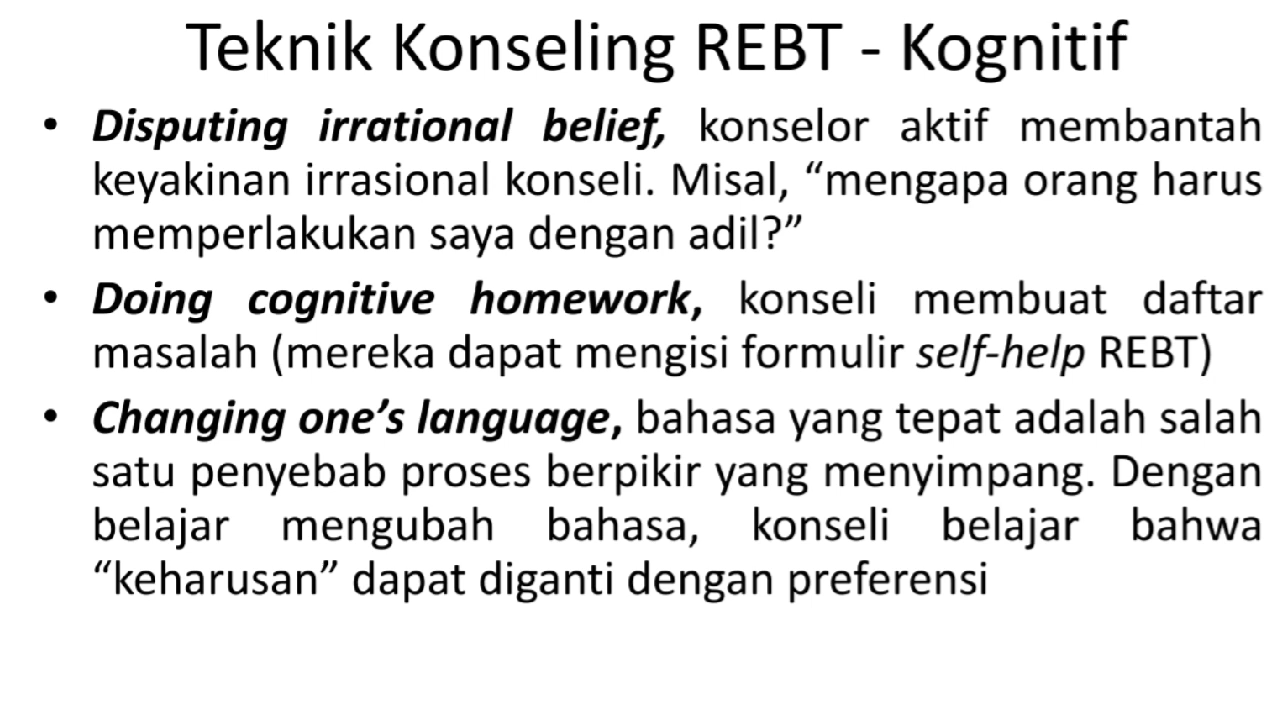 Teknik Konseling REBT - Kognitif
• Disputing irrational belief, konselor aktif membantah
keyakinan irrasional konseli. Misal, “mengapa orang harus
memperlakukan saya dengan adil?”
• Doing cognitive homework, konseli membuat daftar
masalah (mereka dapat mengisi formulir self-help REBT)
• Changing one’s language, bahasa yang tepat adalah salah
satu penyebab proses berpikir yang menyimpang. Dengan
belajar mengubah bahasa, konseli belajar bahwa
“keharusan” dapat diganti dengan preferensi